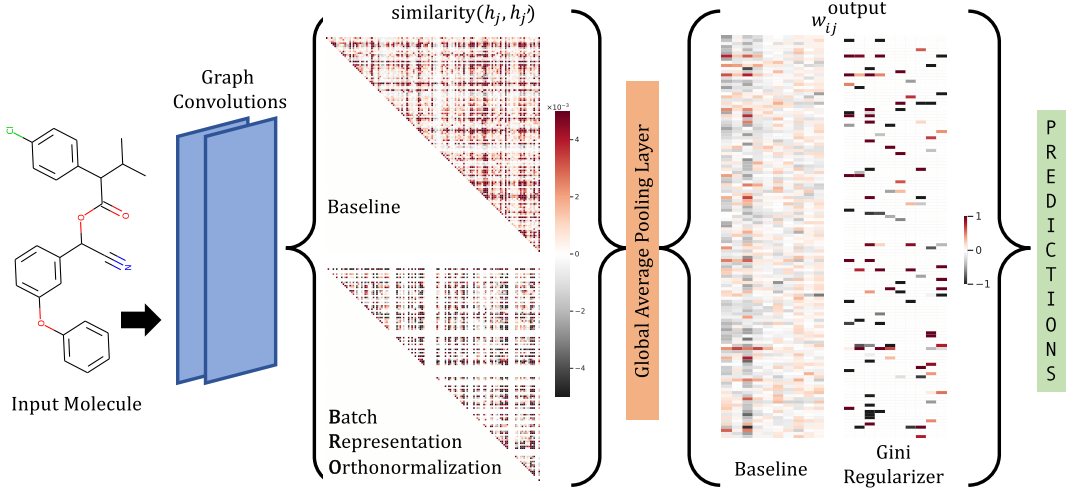 similarity(h_j, h_j′)
output
w_ij
Graph
Convolutions
×10⁻³
4
2
0
−2
−4
Cl
O
O
N
O
Input Molecule
Baseline
Batch
Representation
Orthonormalization
Global Average Pooling Layer
1
0
−1
Baseline
Gini
Regularizer
PREDICTIONS